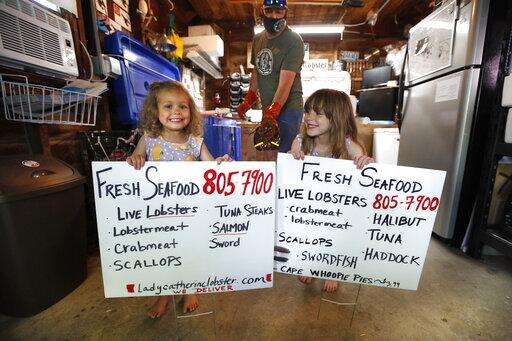 Lobster
FRESH SEAFOOD 805 7900
LIVE LOBSTERS
Lobstermeat
Crabmeat
• SCALLOPS
• TUNA STEAKS
• SALMON
• Sword
Ladycatherinelobster.com
WE DELIVER
FRESH SEAFOOD
LIVE LOBSTERS 805-7900
• crabmeat
• lobstermeat
SCALLOPS
• SWORDFISH
CAPE WHOOPIE PIES
• HALIBUT
• TUNA
• HADDOCK